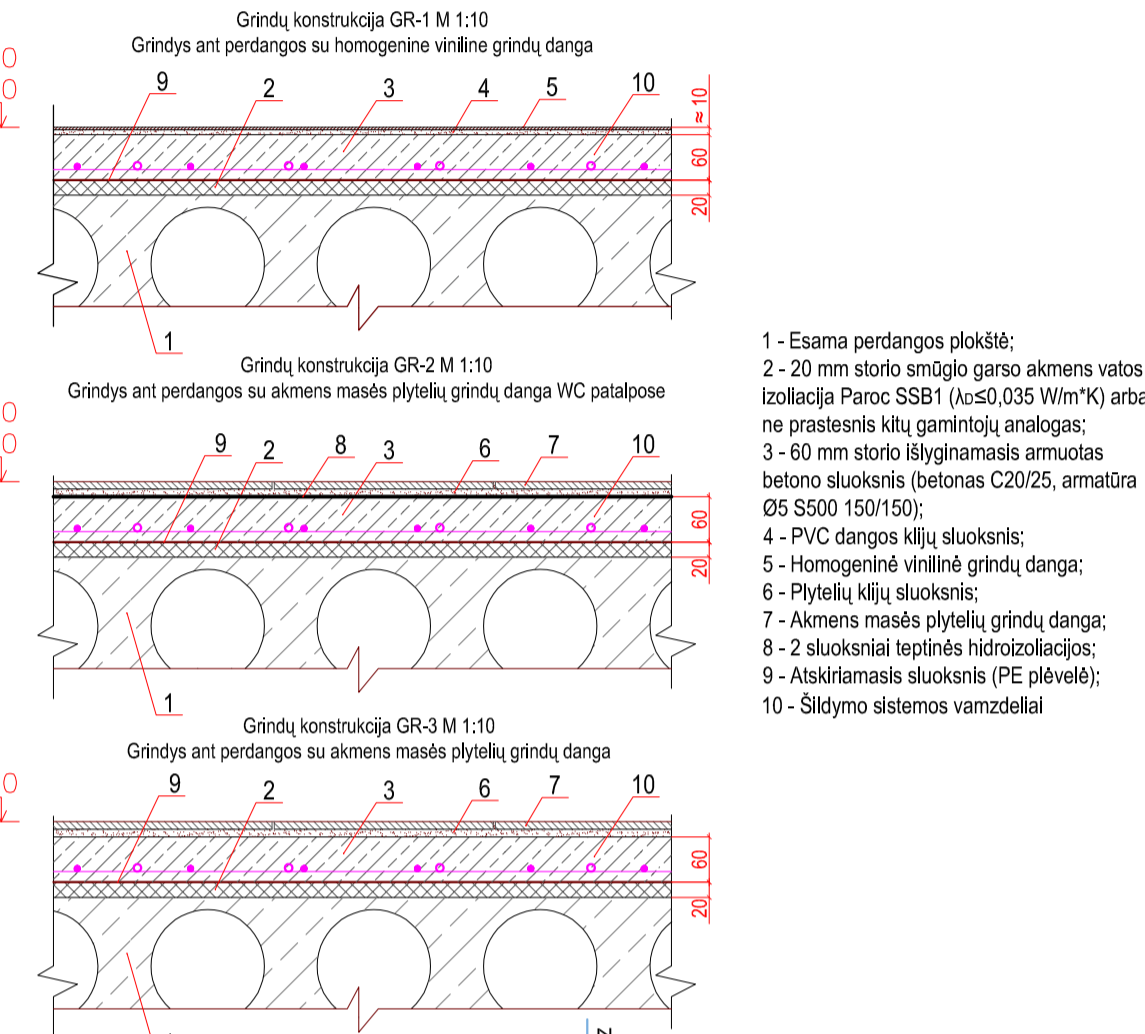 Grindų konstrukcija GR-1 M 1:10
Grindys ant perdangos su homogenine viniline grindų danga
0
0
9
2
3
4
5
10
≈10
60
20
1
Grindų konstrukcija GR-2 M 1:10
Grindys ant perdangos su akmens masės plytelių grindų danga WC patalpose
0
0
9
2
8
3
6
7
10
60
20
1
Grindų konstrukcija GR-3 M 1:10
Grindys ant perdangos su akmens masės plytelių grindų danga
0
9
2
3
6
7
10
60
20
1 - Esama perdangos plokštė;
2 - 20 mm storio smūgio garso akmens vatos
izoliacija Paroc SSB1 (λD≤0,035 W/m*K) arba
ne prastesnis kitų gamintojų analogas;
3 - 60 mm storio išlyginamasis armuotas
betono sluoksnis (betonas C20/25, armatūra
Ø5 S500 150/150);
4 - PVC dangos klijų sluoksnis;
5 - Homogeninė vinilinė grindų danga;
6 - Plytelių klijų sluoksnis;
7 - Akmens masės plytelių grindų danga;
8 - 2 sluoksniai teptinės hidroizoliacijos;
9 - Atskiriamasis sluoksnis (PE plėvelė);
10 - Šildymo sistemos vamzdeliai